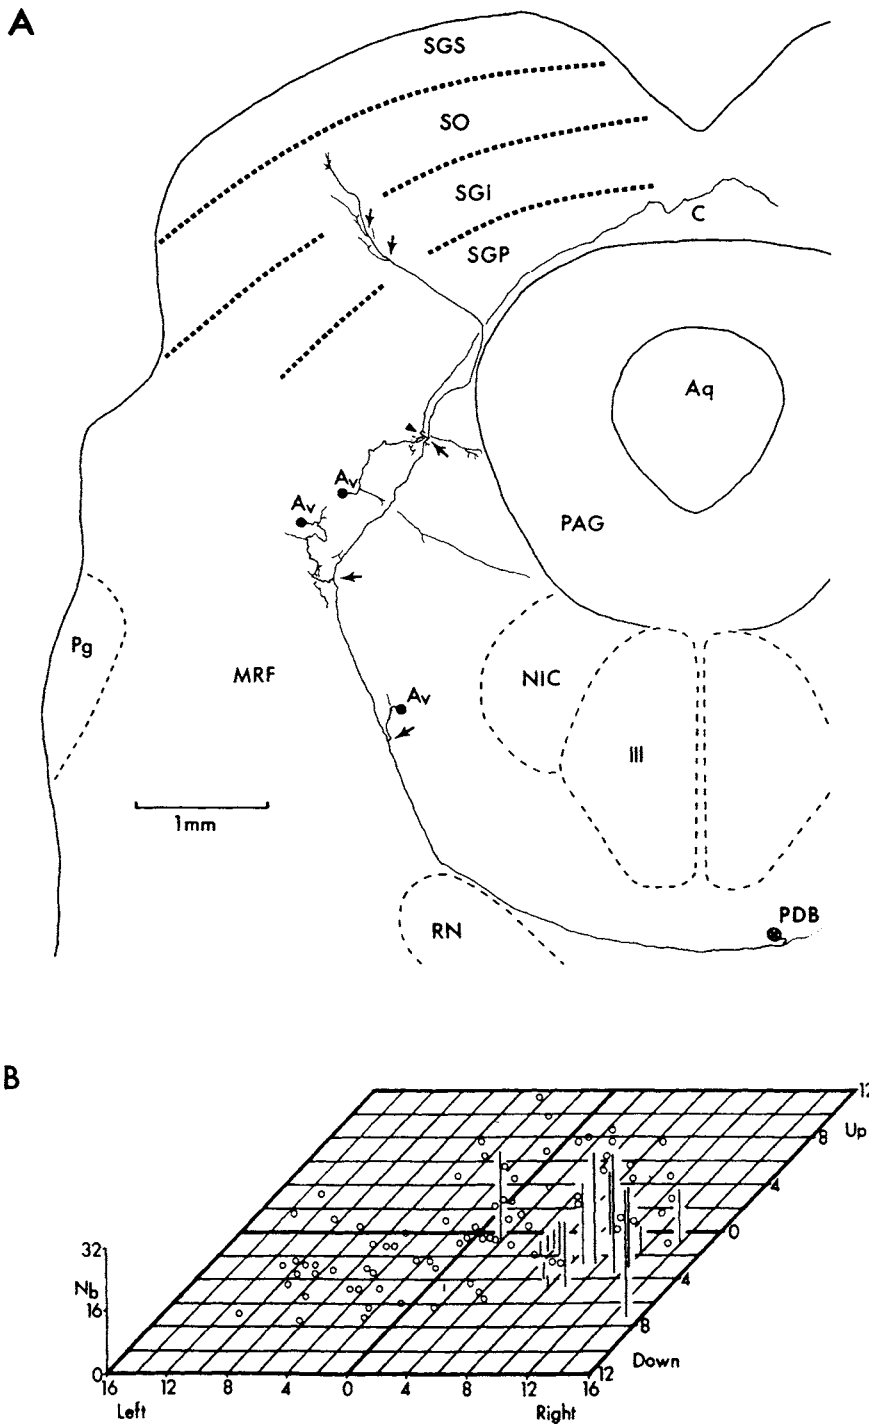 A
SGS
SO
SGI
C
SGP
Aq
Av
Av
PAG
Pg
MRF
NIC
Av
III
1mm
PDB
RN
B
12
8 Up
4
0
32
Nb
4
16
8
Down
0
12
16 12 8 4 0 4 8 12 16
Left Right